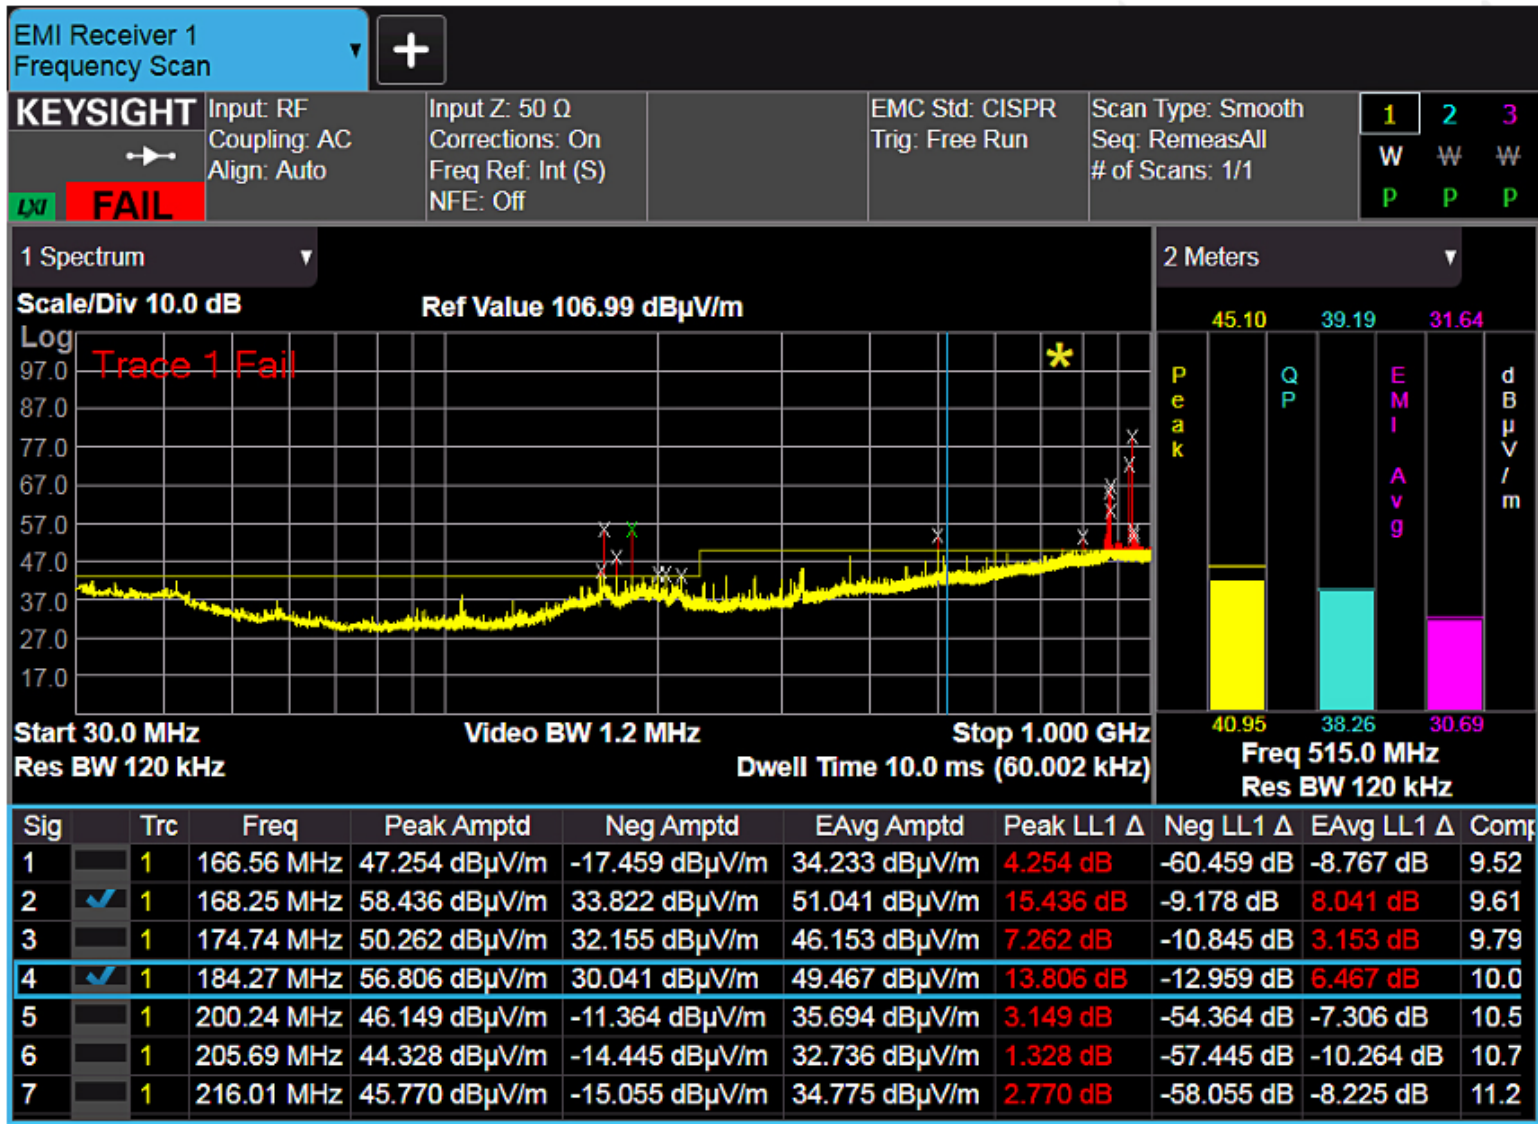 EMI Receiver 1
Frequency Scan
KEYSIGHT
LXI
FAIL
Input: RF
Coupling: AC
Align: Auto
Input Z: 50 Ω
Corrections: On
Freq Ref: Int (S)
NFE: Off
EMC Std: CISPR
Trig: Free Run
Scan Type: Smooth
Seq: RemeasAll
# of Scans: 1/1
1 2 3
W W W
P P P
1 Spectrum
Scale/Div 10.0 dB
Ref Value 106.99 dBµV/m
Log
Trace 1 Fail
97.0
87.0
77.0
67.0
57.0
47.0
37.0
27.0
17.0
Start 30.0 MHz
Video BW 1.2 MHz
Stop 1.000 GHz
Res BW 120 kHz
Dwell Time 10.0 ms (60.002 kHz)
2 Meters
45.10 39.19 31.64
Peak
QP
EMI Avg
dBµV/m
40.95 38.26 30.69
Freq 515.0 MHz
Res BW 120 kHz
Sig Trc Freq Peak Amptd Neg Amptd EAvg Amptd Peak LL1 Δ Neg LL1 Δ EAvg LL1 Δ
1 1 166.56 MHz 47.254 dBµV/m -17.459 dBµV/m 34.233 dBµV/m 4.254 dB -60.459 dB -8.767 dB 9.52
2 1 168.25 MHz 58.436 dBµV/m 33.822 dBµV/m 51.041 dBµV/m 15.436 dB -9.178 dB 8.041 dB 9.61
3 1 174.74 MHz 50.262 dBµV/m 32.155 dBµV/m 46.153 dBµV/m 7.262 dB -10.845 dB 3.153 dB 9.79
4 1 184.27 MHz 56.806 dBµV/m 30.041 dBµV/m 49.467 dBµV/m 13.806 dB -12.959 dB 6.467 dB 10.0
5 1 200.24 MHz 46.149 dBµV/m -11.364 dBµV/m 35.694 dBµV/m 3.149 dB -54.364 dB -7.306 dB 10.5
6 1 205.69 MHz 44.328 dBµV/m -14.445 dBµV/m 32.736 dBµV/m 1.328 dB -57.445 dB -10.264 dB 10.7
7 1 216.01 MHz 45.770 dBµV/m -15.055 dBµV/m 34.775 dBµV/m 2.770 dB -58.055 dB -8.225 dB 11.2